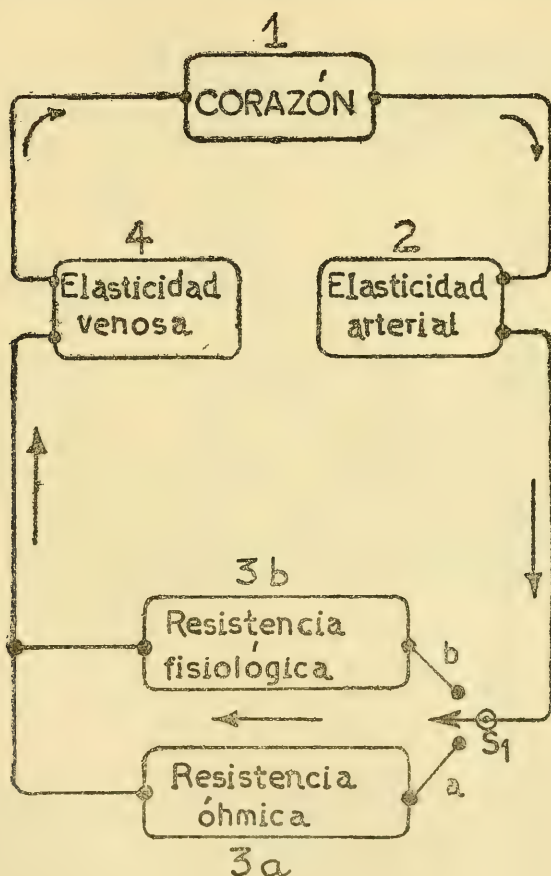 1
CORAZÓN
4
Elasticidad
venosa
2
Elasticidad
arterial
3b
Resistencia
fisiológica
b
S1
a
Resistencia
óhmica
3a